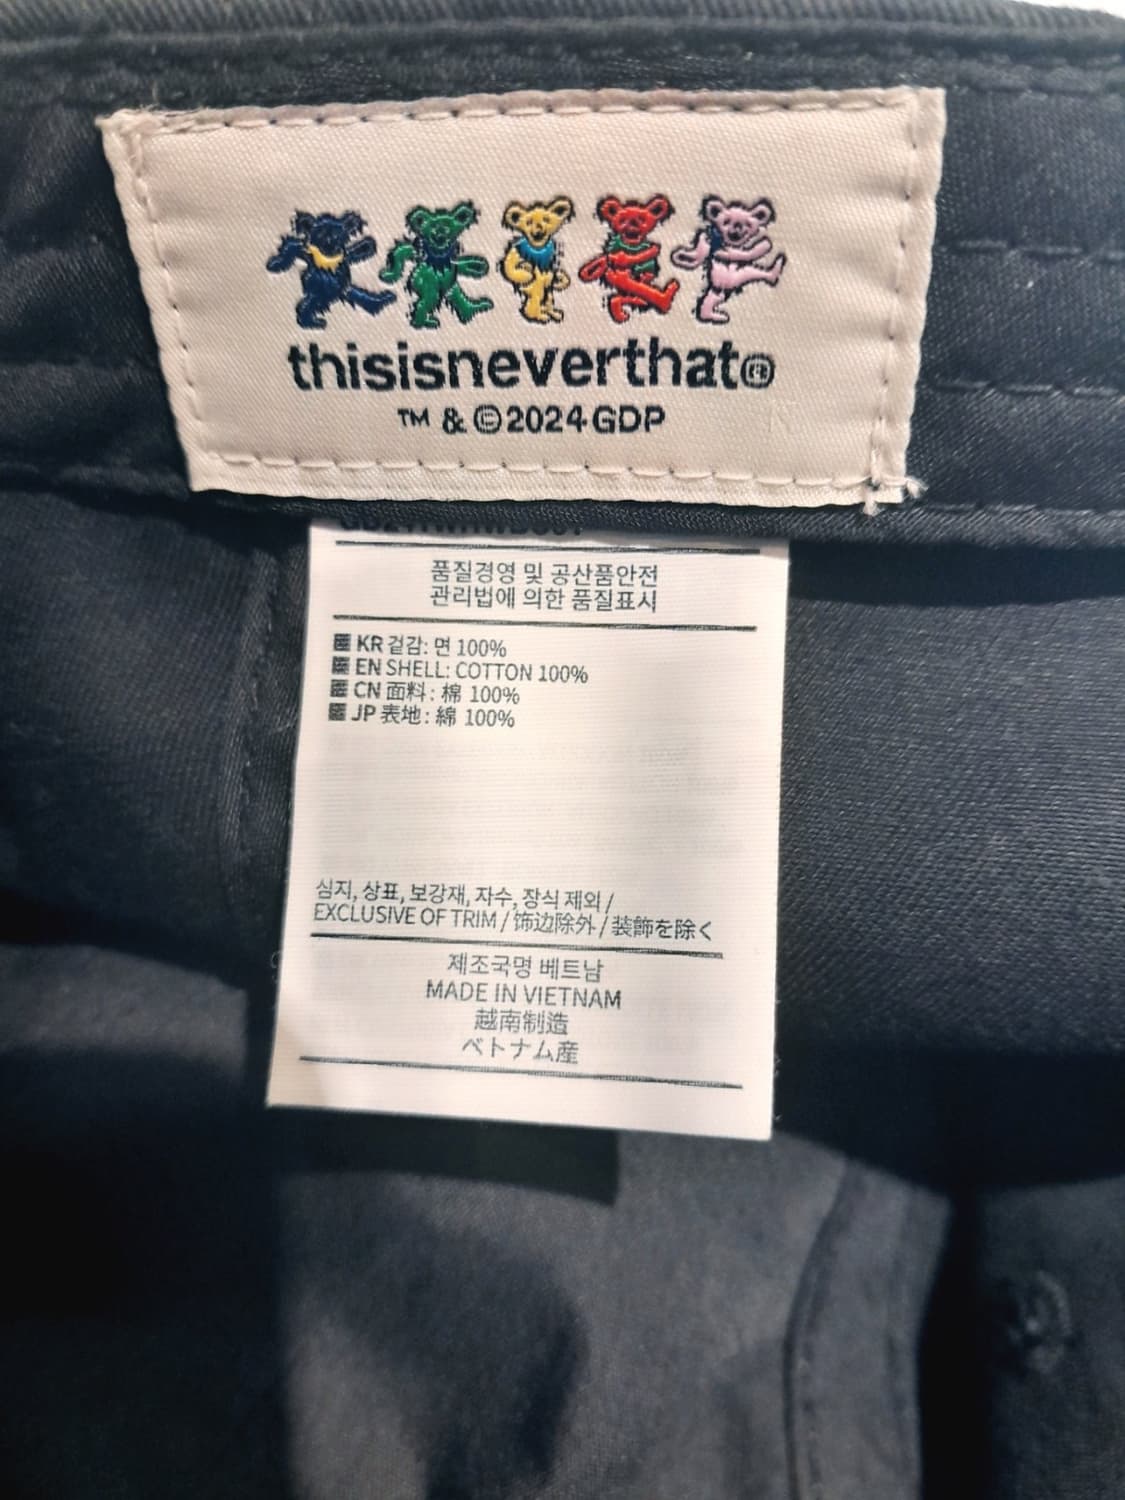 thisisneverthat®
™ & ©2024 GDP
품질경영 및 공산품안전
관리법에 의한 품질표시
KR 겉감: 면 100%
EN SHELL: COTTON 100%
CN 面料: 棉 100%
JP 表地: 綿 100%
심지, 상표, 보강재, 자수, 장식 제외 /
EXCLUSIVE OF TRIM / 饰边除外 / 装飾を除く
제조국명 베트남
MADE IN VIETNAM
越南制造
ベトナム産